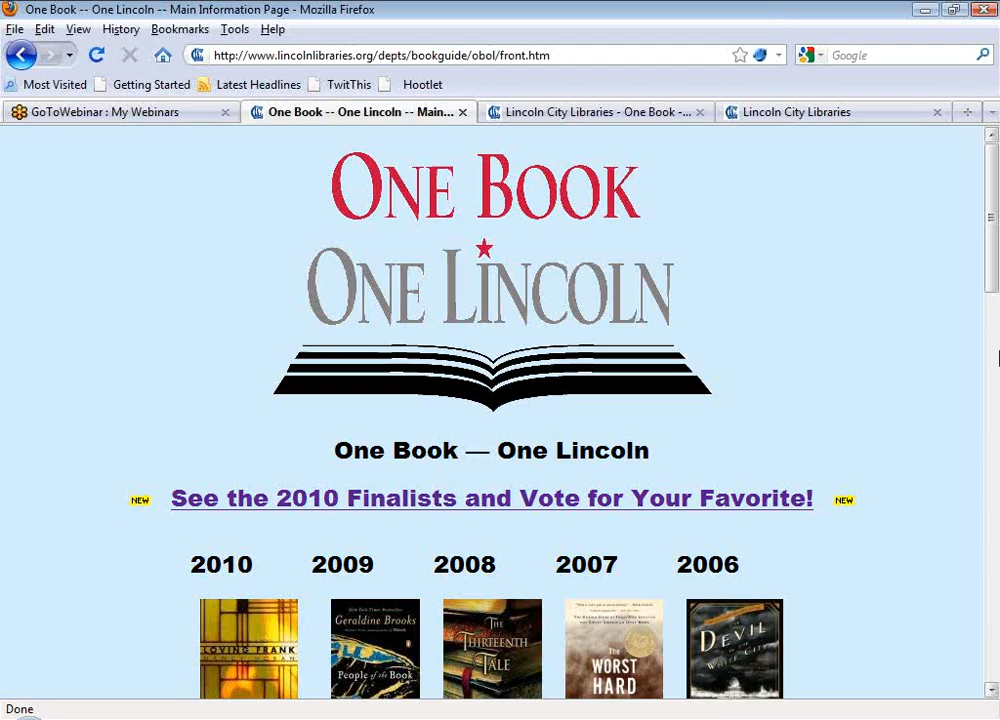 One Book -- One Lincoln -- Main Information Page - Mozilla Firefox
File Edit View History Bookmarks Tools Help
http://www.lincolnlibraries.org/depts/bookguide/obol/front.htm Google
Most Visited Getting Started Latest Headlines TwitThis Hootlet
GoToWebinar : My Webinars One Book -- One Lincoln -- Main... Lincoln City Libraries - One Book -... Lincoln City Libraries
ONE BOOK
ONE LINCOLN
One Book — One Lincoln
NEW See the 2010 Finalists and Vote for Your Favorite! NEW
2010 2009 2008 2007 2006
LOVING FRANK
Geraldine Brooks
People of the Book
THE
THIRTEENTH
TALE
THE
WORST
HARD
DEVIL
Done